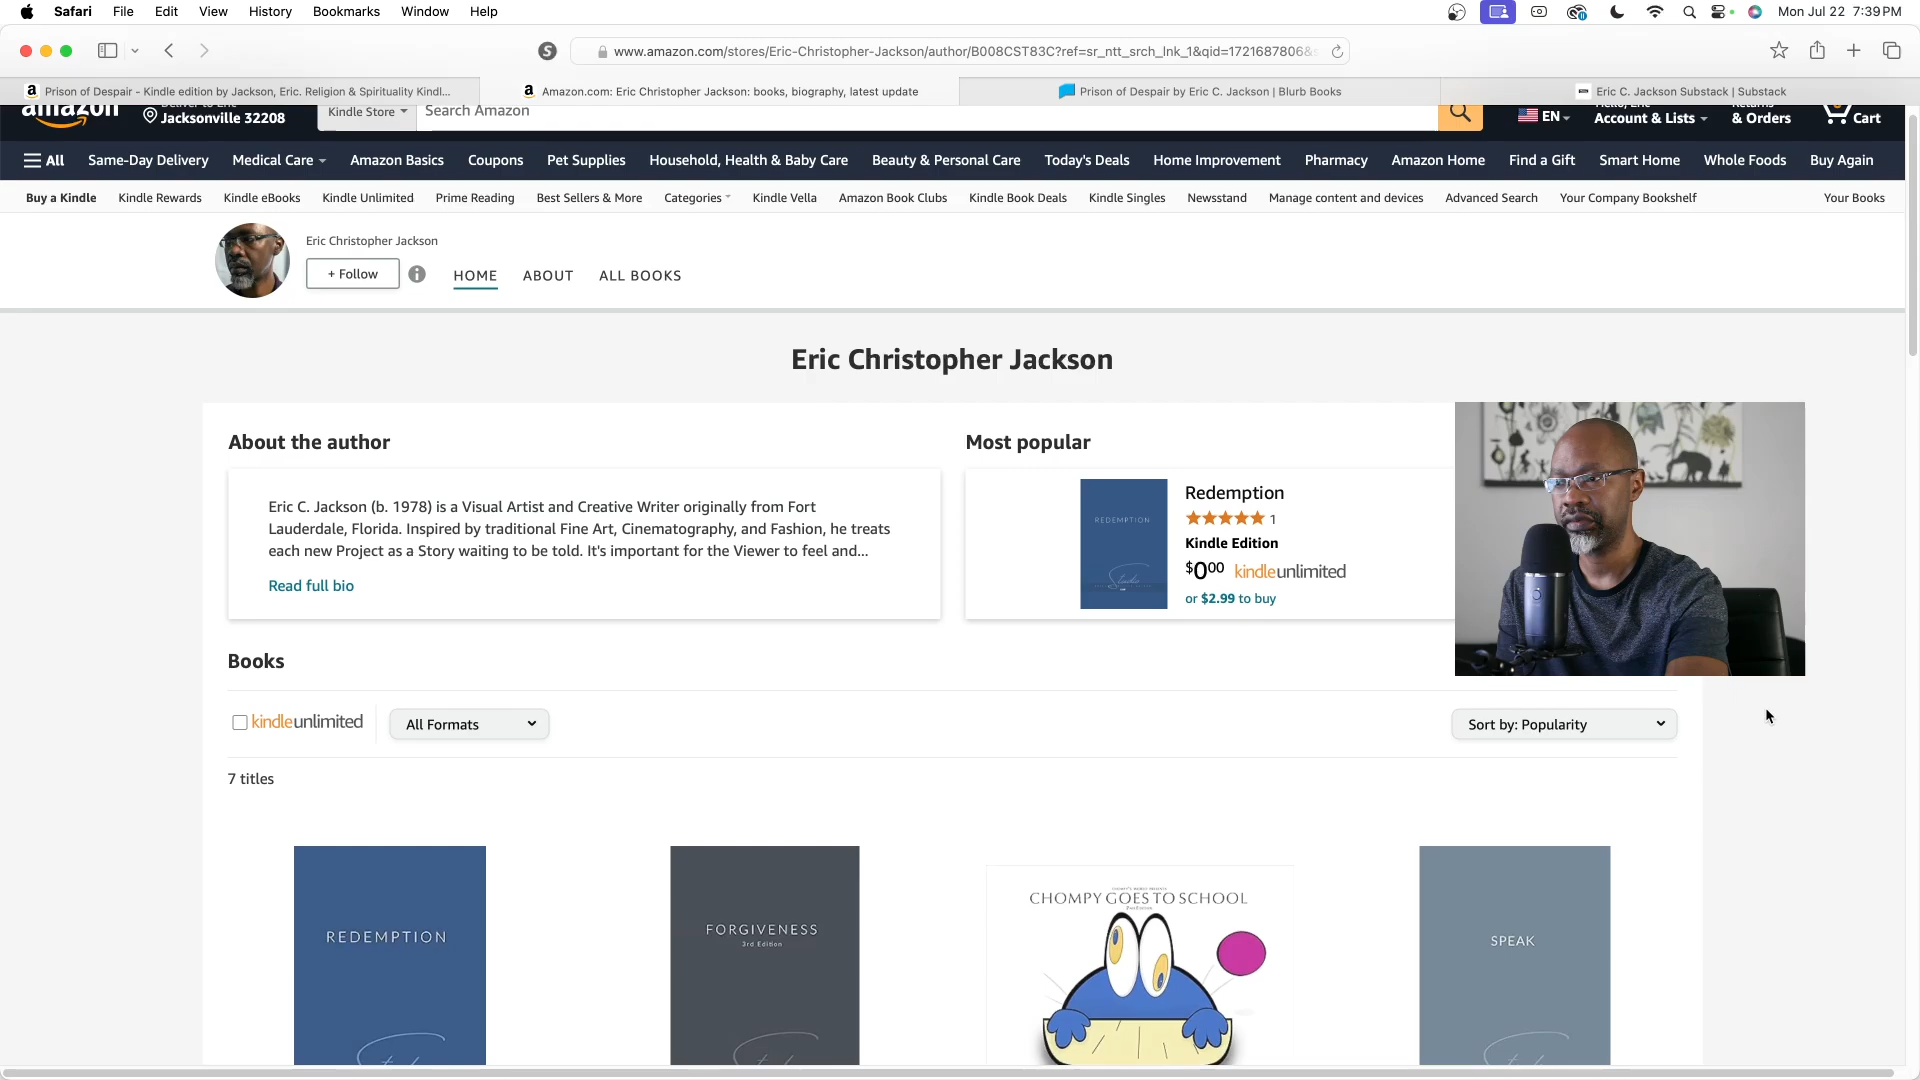 Safari File Edit View History Bookmarks Window Help
Mon Jul 22 7:39 PM
www.amazon.com/stores/Eric-Christopher-Jackson/author/B008CST83C?ref=sr_ntt_srch_lnk_1&qid=1721687806&
Prison of Despair - Kindle edition by Jackson, Eric. Religion & Spirituality Kindl...
Amazon.com: Eric Christopher Jackson: books, biography, latest update
Prison of Despair by Eric C. Jackson | Blurb Books
Eric C. Jackson Substack | Substack
amazon
Deliver to Eric
Jacksonville 32208
Kindle Store
Search Amazon
EN
Hello, Eric
Account & Lists
Returns
& Orders
Cart
All Same-Day Delivery Medical Care Amazon Basics Coupons Pet Supplies Household, Health & Baby Care Beauty & Personal Care Today's Deals Home Improvement Pharmacy Amazon Home Find a Gift Smart Home Whole Foods Buy Again
Buy a Kindle Kindle Rewards Kindle eBooks Kindle Unlimited Prime Reading Best Sellers & More Categories Kindle Vella Amazon Book Clubs Kindle Book Deals Kindle Singles Newsstand Manage content and devices Advanced Search Your Company Bookshelf Your Books
Eric Christopher Jackson
+ Follow
HOME ABOUT ALL BOOKS
Eric Christopher Jackson
About the author
Eric C. Jackson (b. 1978) is a Visual Artist and Creative Writer originally from Fort
Lauderdale, Florida. Inspired by traditional Fine Art, Cinematography, and Fashion, he treats
each new Project as a Story waiting to be told. It's important for the Viewer to feel and...
Read full bio
Most popular
REDEMPTION
Redemption
1
Kindle Edition
$000 kindleunlimited
or $2.99 to buy
Books
kindleunlimited
All Formats
Sort by: Popularity
7 titles
REDEMPTION
FORGIVENESS
3rd Edition
CHOMPY GOES TO SCHOOL
SPEAK